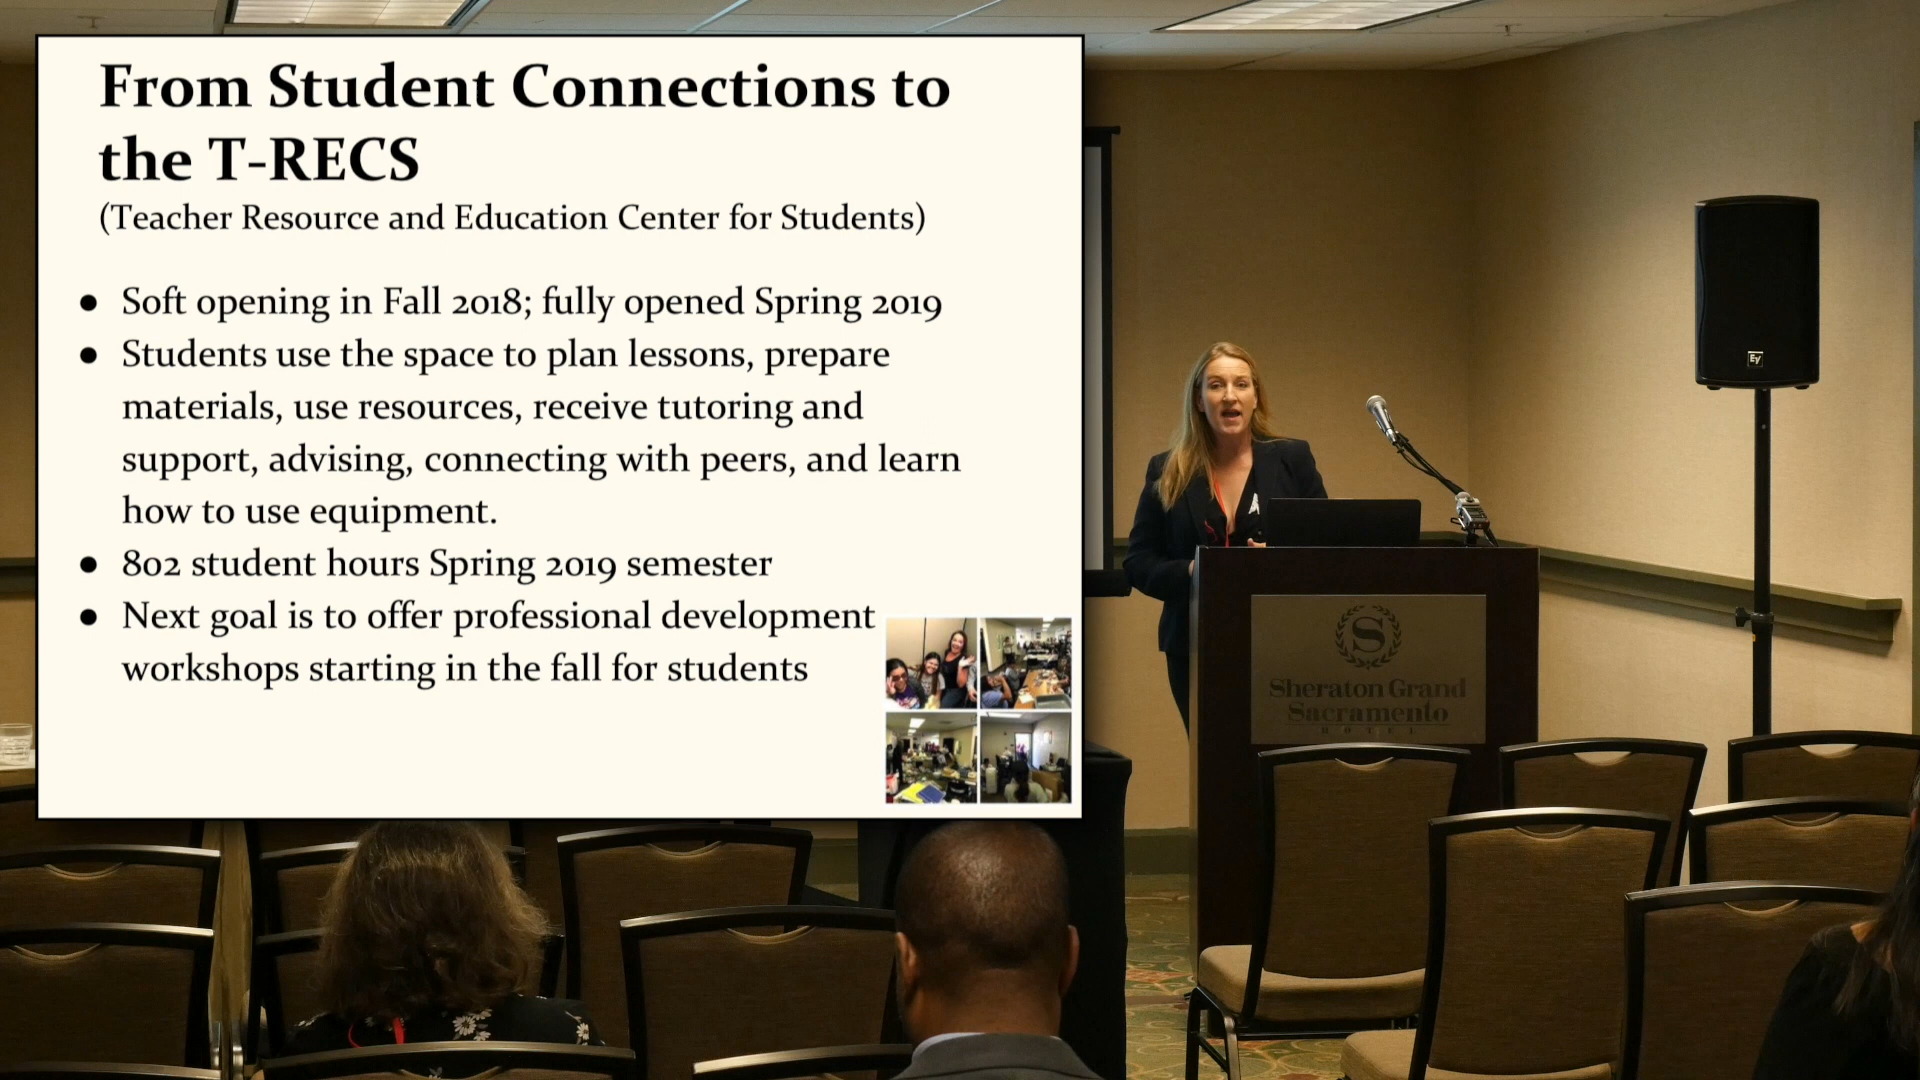 From Student Connections to
the T-RECS
(Teacher Resource and Education Center for Students)
● Soft opening in Fall 2018; fully opened Spring 2019
● Students use the space to plan lessons, prepare
materials, use resources, receive tutoring and
support, advising, connecting with peers, and learn
how to use equipment.
● 802 student hours Spring 2019 semester
● Next goal is to offer professional development
workshops starting in the fall for students
EV
S
Sheraton Grand
Sacramento
HOTEL